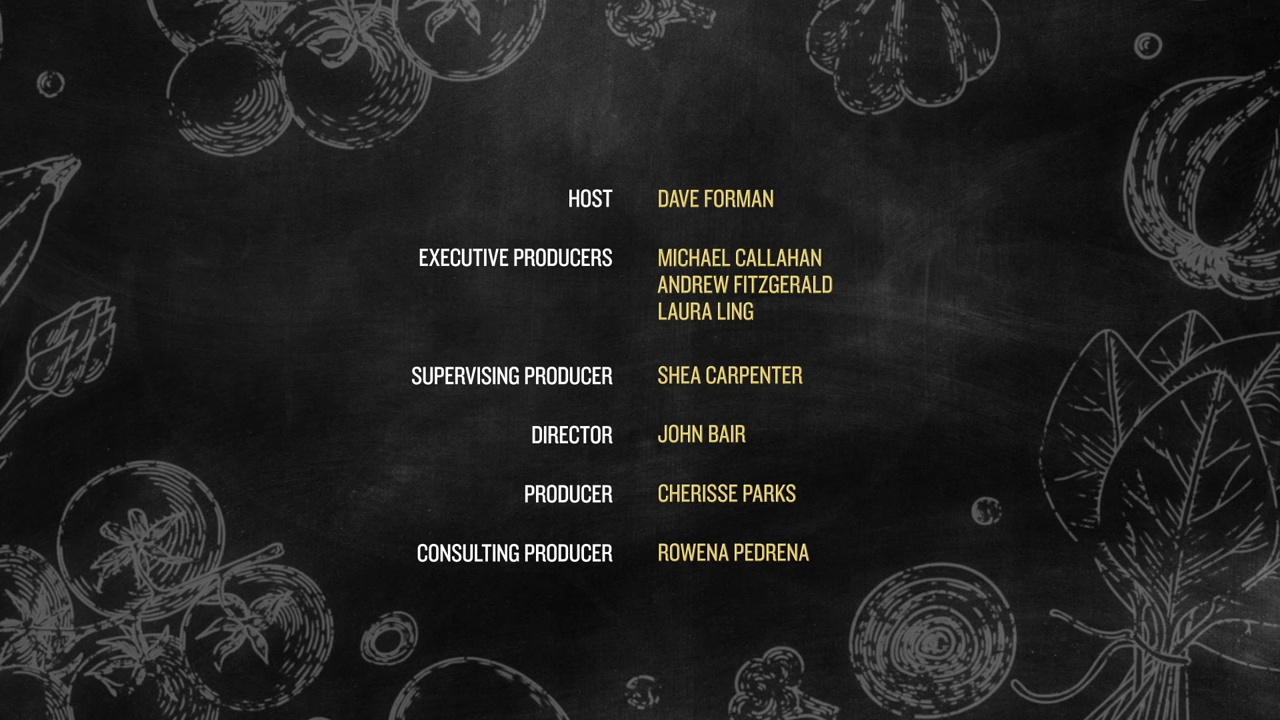 HOST DAVE FORMAN
EXECUTIVE PRODUCERS MICHAEL CALLAHAN
ANDREW FITZGERALD
LAURA LING
SUPERVISING PRODUCER SHEA CARPENTER
DIRECTOR JOHN BAIR
PRODUCER CHERISSE PARKS
CONSULTING PRODUCER ROWENA PEDRENA